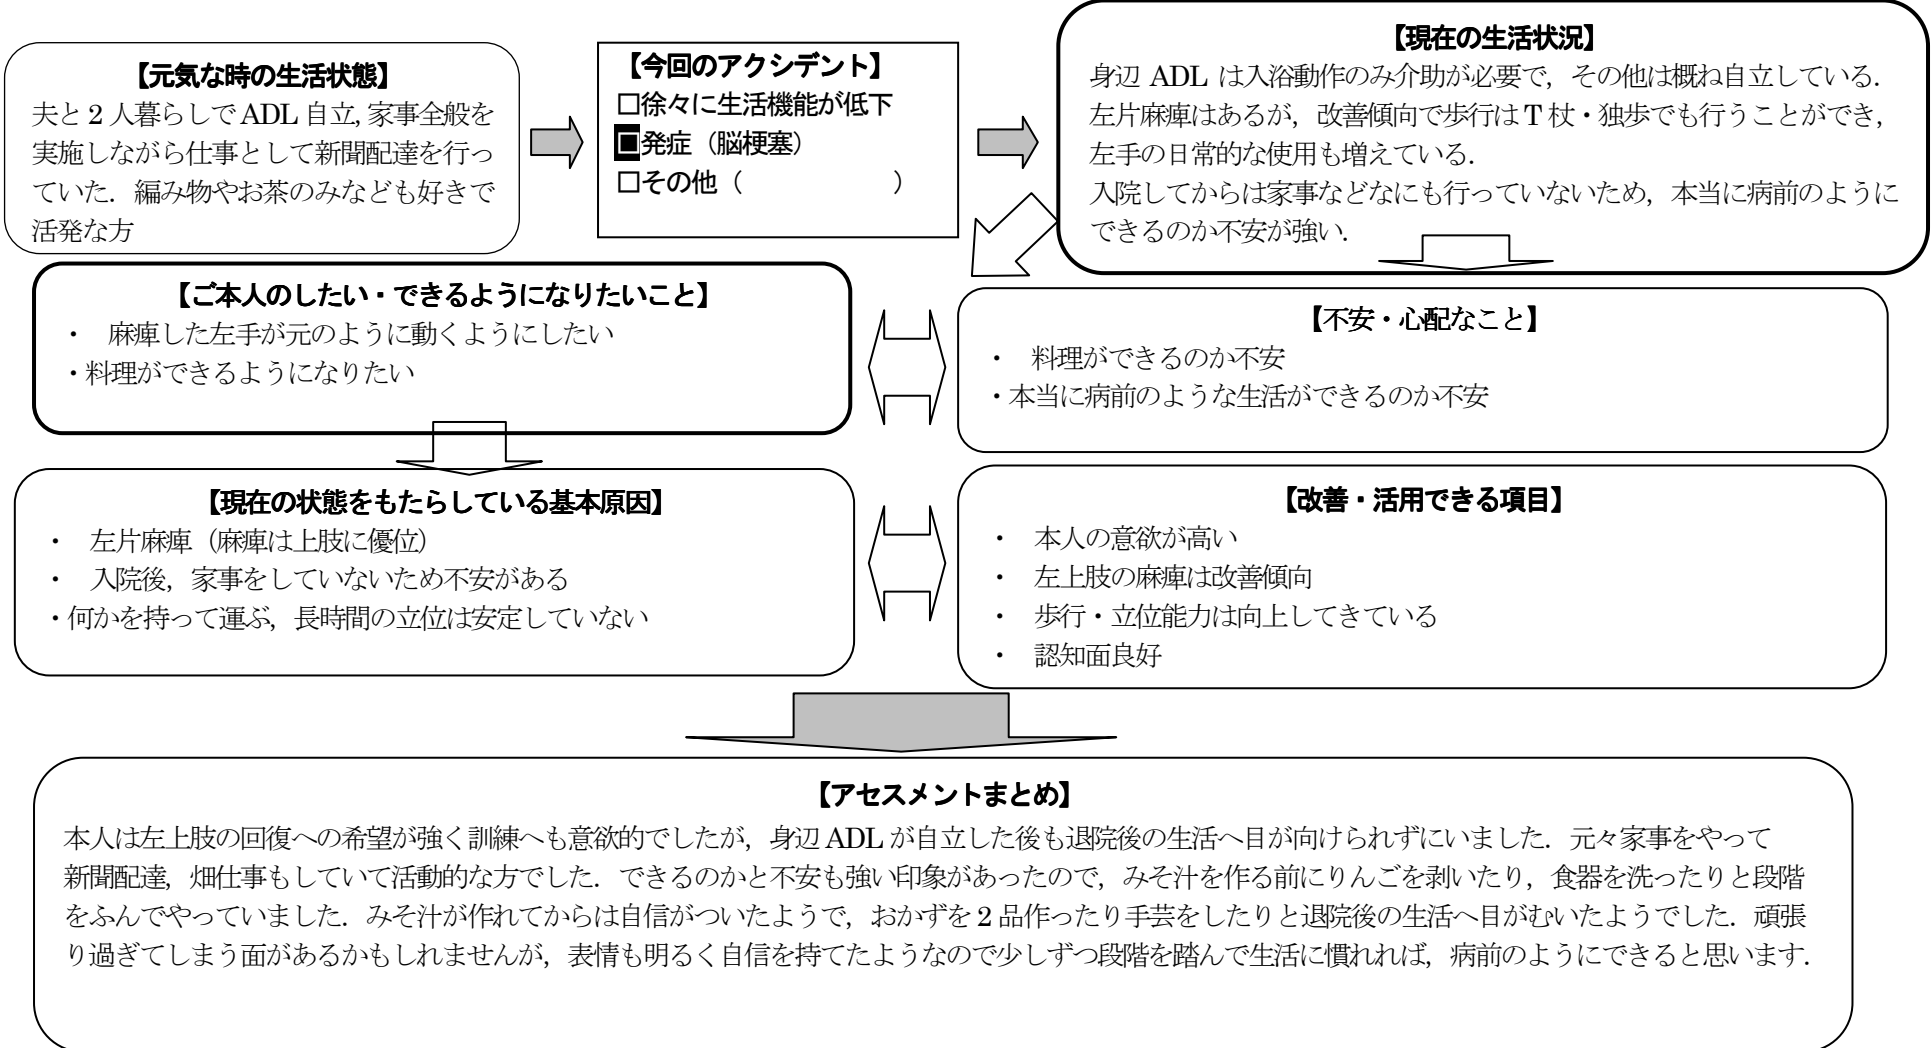 【元気な時の生活状態】
夫と2人暮らしでADL自立,家事全般を
実施しながら仕事として新聞配達を行っ
ていた．編み物やお茶のみなども好きで
活発な方
【今回のアクシデント】
□徐々に生活機能が低下
■発症（脳梗塞）
□その他（　　　　　　）
【現在の生活状況】
身辺 ADL は入浴動作のみ介助が必要で，その他は概ね自立している．
左片麻痺はあるが，改善傾向で歩行はT杖・独歩でも行うことができ，
左手の日常的な使用も増えている．
入院してからは家事などなにも行っていないため，本当に病前のように
できるのか不安が強い．
【ご本人のしたい・できるようになりたいこと】
・　麻痺した左手が元のように動くようにしたい
・料理ができるようになりたい
【不安・心配なこと】
・　料理ができるのか不安
・本当に病前のような生活ができるのか不安
【現在の状態をもたらしている基本原因】
・　左片麻痺（麻痺は上肢に優位）
・　入院後，家事をしていないため不安がある
・何かを持って運ぶ，長時間の立位は安定していない
【改善・活用できる項目】
・　本人の意欲が高い
・　左上肢の麻痺は改善傾向
・　歩行・立位能力は向上してきている
・　認知面良好
【アセスメントまとめ】
本人は左上肢の回復への希望が強く訓練へも意欲的でしたが，身辺ADLが自立した後も退院後の生活へ目が向けられずにいました．元々家事をやって
新聞配達，畑仕事もしていて活動的な方でした．できるのかと不安も強い印象があったので，みそ汁を作る前にりんごを剥いたり，食器を洗ったりと段階
をふんでやっていました．みそ汁が作れてからは自信がついたようで，おかずを2品作ったり手芸をしたりと退院後の生活へ目がむいたようでした．頑張
り過ぎてしまう面があるかもしれませんが，表情も明るく自信を持てたようなので少しずつ段階を踏んで生活に慣れれば，病前のようにできると思います．